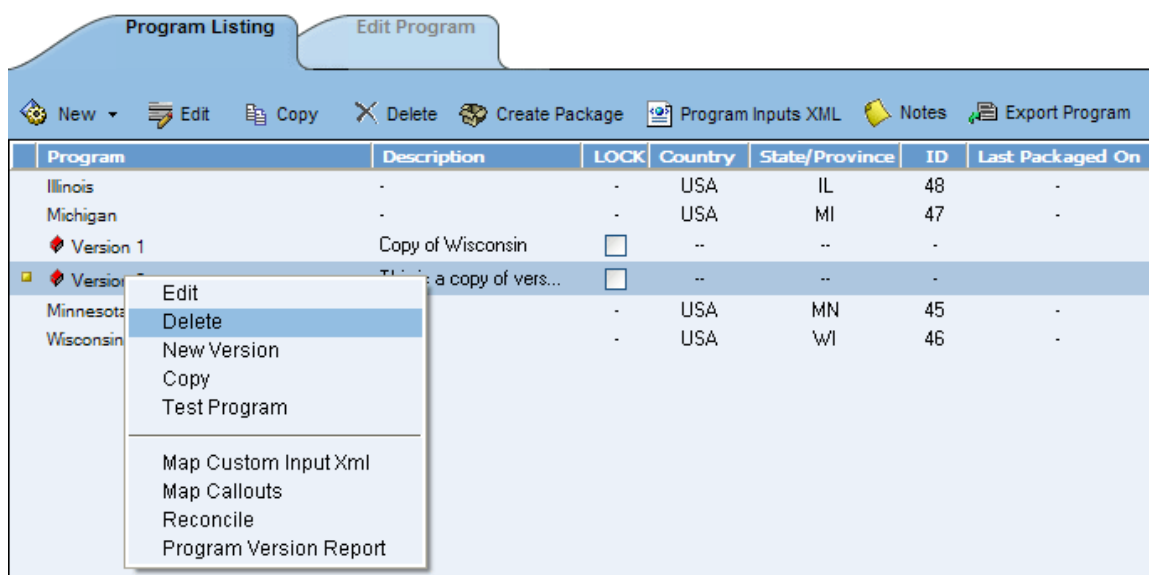 Program Listing Edit Program
New Edit Copy Delete Create Package Program Inputs XML Notes Export Program
Program Description LOCK Country State/Province ID Last Packaged On
Illinois - - USA IL 48 -
Michigan - - USA MI 47 -
Version 1 Copy of Wisconsin -- -- -
Version a copy of vers... -- -- -
Edit
Minnesota - USA MN 45 -
Delete
Wisconsin - USA WI 46 -
New Version
Copy
Test Program
Map Custom Input Xml
Map Callouts
Reconcile
Program Version Report